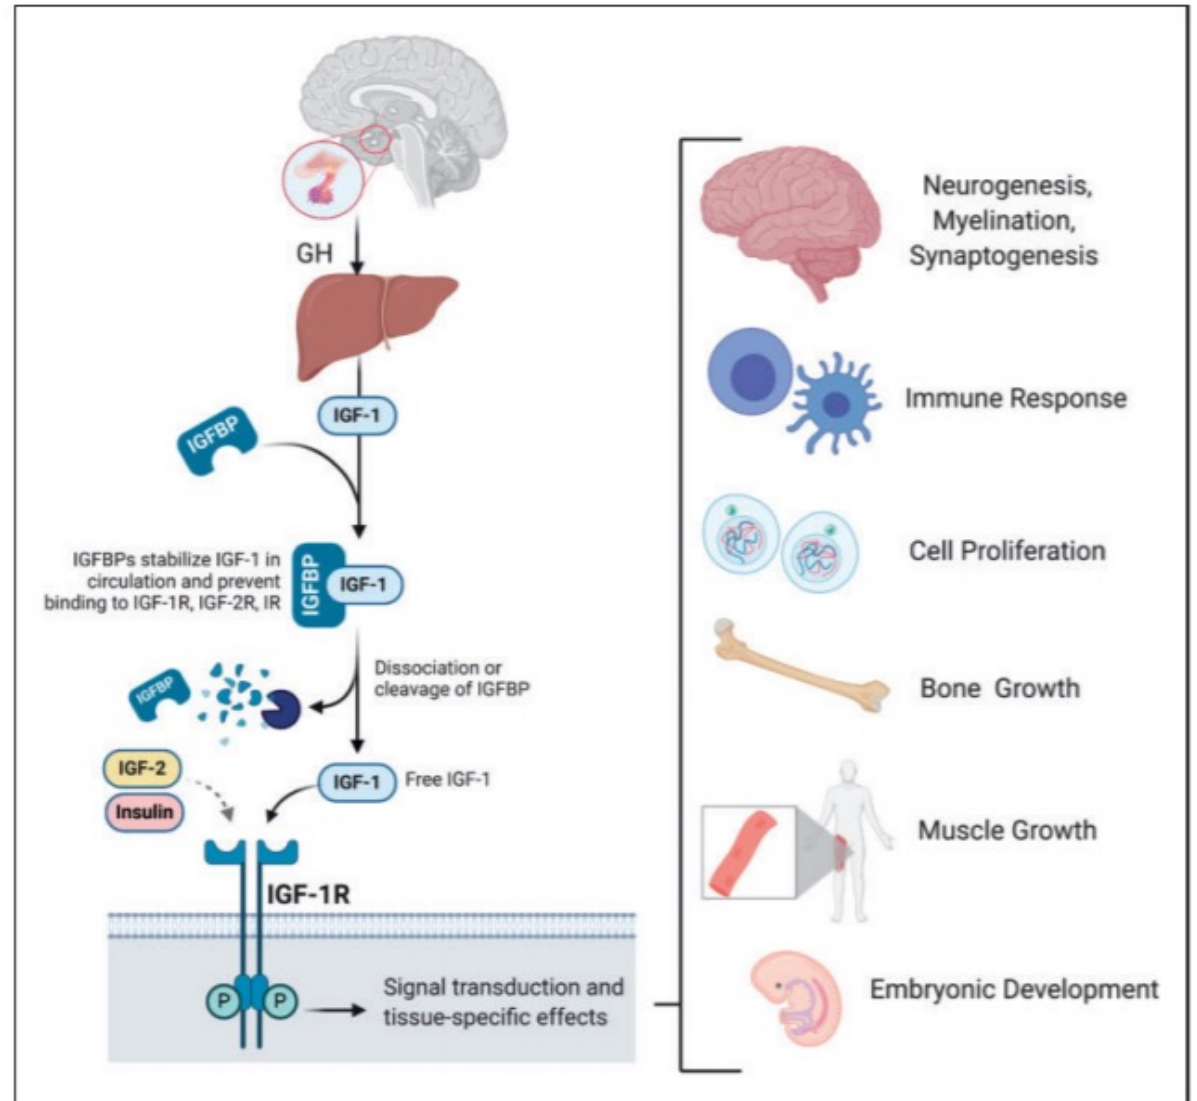 GH
IGF-1
IGFBP
IGFBPs stabilize IGF-1 in
circulation and prevent
binding to IGF-1R, IGF-2R, IR
IGFBP
IGF-1
Dissociation or
cleavage of IGFBP
IGFBP
IGF-2
Insulin
IGF-1
Free IGF-1
IGF-1R
P
P
Signal transduction and
tissue-specific effects
Neurogenesis,
Myelination,
Synaptogenesis
Immune Response
Cell Proliferation
Bone Growth
Muscle Growth
Embryonic Development